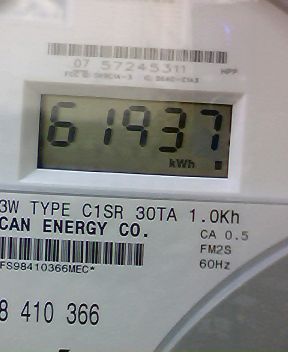 07 57245311
61937
kWh
3W TYPE C1SR 30TA 1.0Kh
CAN ENERGY CO.
CA 0.5
FM2S
FS98410366MEC*
60Hz
8 410 366